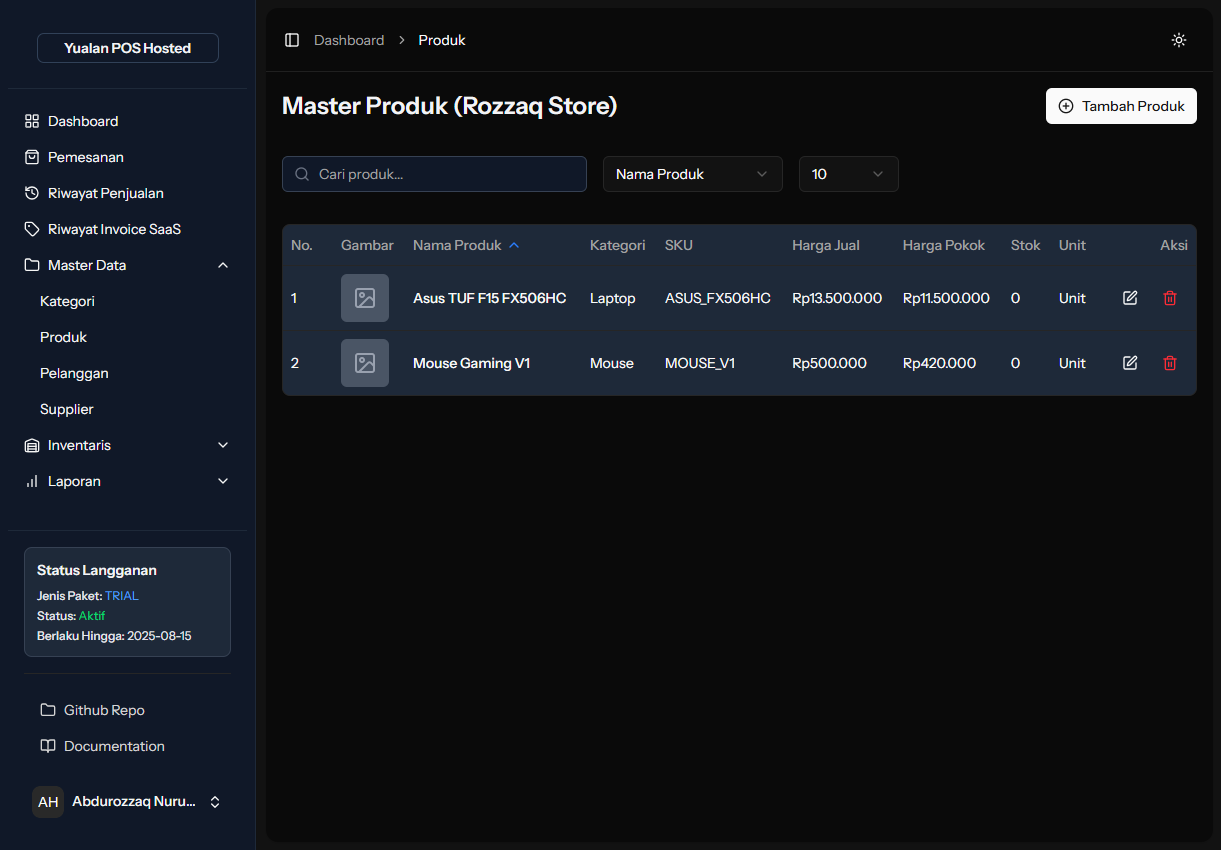 Yualan POS Hosted
Dashboard
Pemesanan
Riwayat Penjualan
Riwayat Invoice SaaS
Master Data
Kategori
Produk
Pelanggan
Supplier
Inventaris
Laporan
Status Langganan
Jenis Paket: TRIAL
Status: Aktif
Berlaku Hingga: 2025-08-15
Github Repo
Documentation
AH Abdurozzaq Nuru...
Dashboard > Produk
Master Produk (Rozzaq Store)
Tambah Produk
Cari produk... Nama Produk 10
No. Gambar Nama Produk Kategori SKU Harga Jual Harga Pokok Stok Unit Aksi
1 Asus TUF F15 FX506HC Laptop ASUS_FX506HC Rp13.500.000 Rp11.500.000 0 Unit
2 Mouse Gaming V1 Mouse MOUSE_V1 Rp500.000 Rp420.000 0 Unit